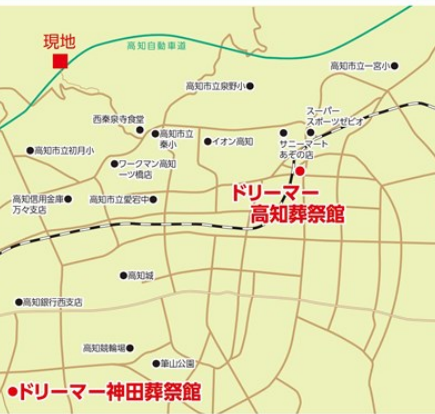 現地
高知自動車道
高知市立一宮小
高知市立泉野小
スーパー
スポーツゼビオ
西秦泉寺食堂
高知市立
秦小
イオン高知
サニーマート
あぞの店
高知市立初月小
ワークマン高知
一ツ橋店
ドリーマー
高知葬祭館
高知信用金庫
万々支店
高知市立愛宕中
高知城
高知銀行西支店
高知競輪場
筆山公園
ドリーマー神田葬祭館